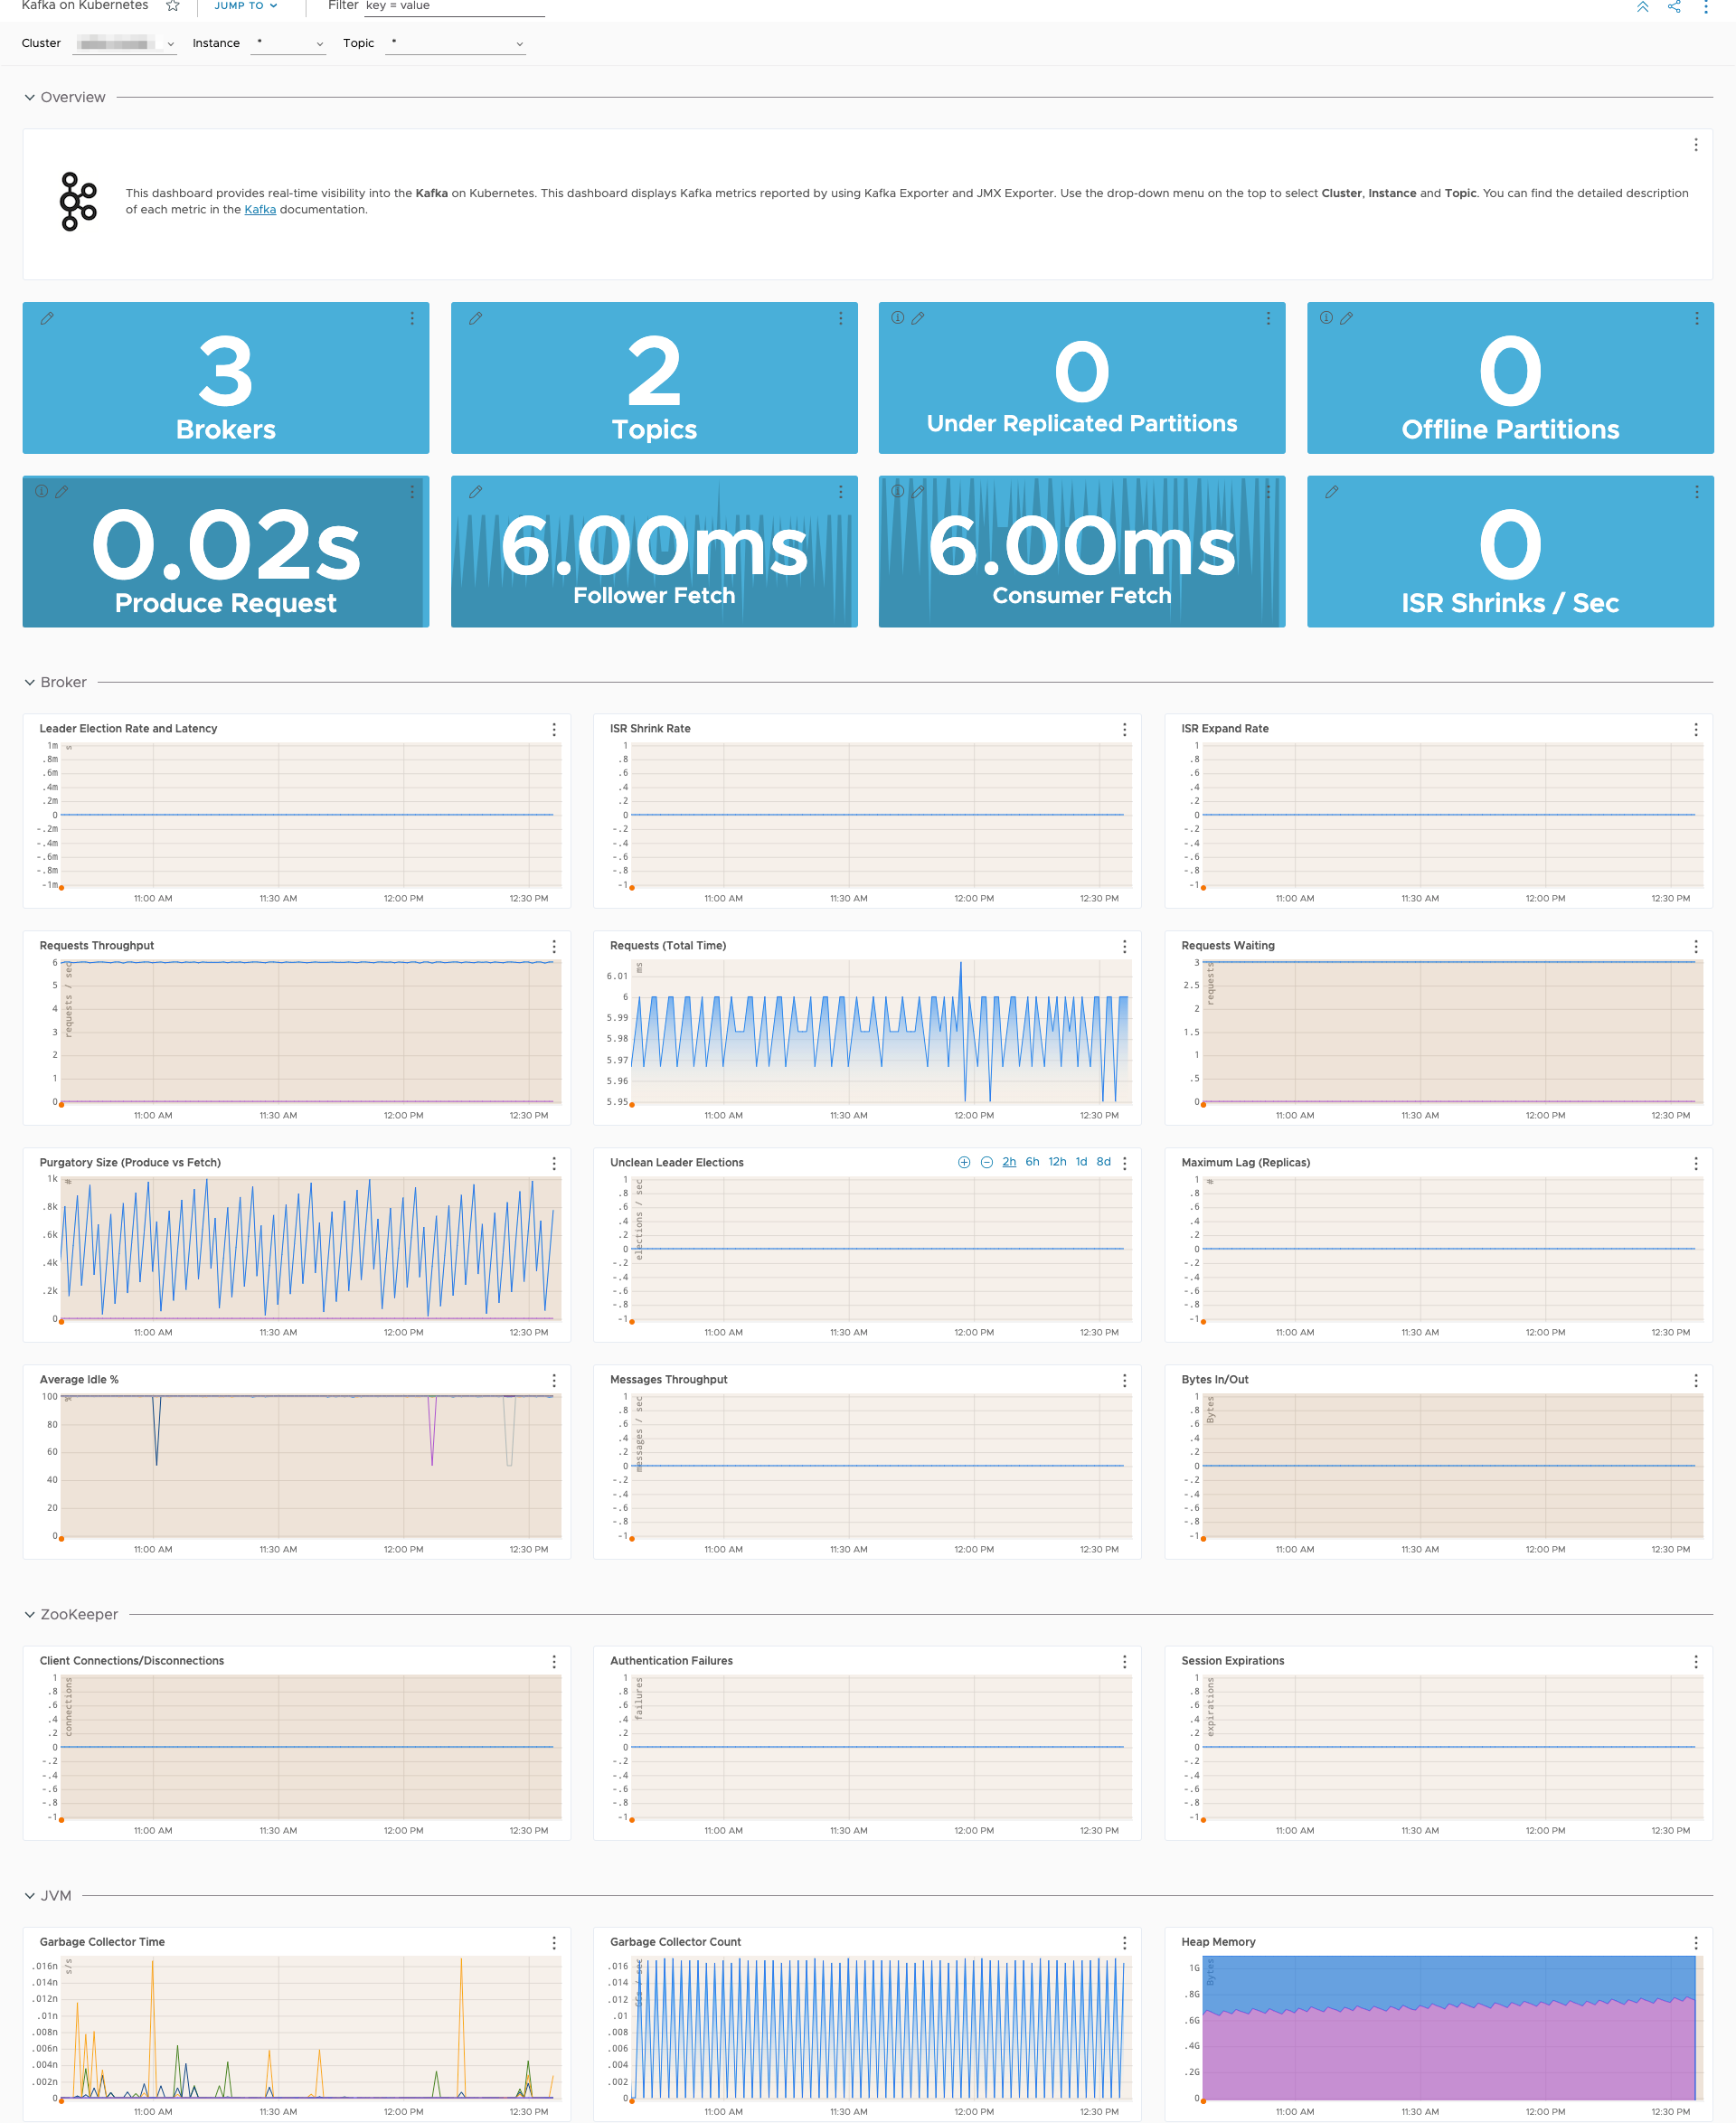 Kafka on Kubernetes JUMP TO Filter key = value
Cluster Instance * Topic *
Overview
This dashboard provides real-time visibility into the Kafka on Kubernetes. This dashboard displays Kafka metrics reported by using Kafka Exporter and JMX Exporter. Use the drop-down menu on the top to select Cluster, Instance and Topic. You can find the detailed description
of each metric in the Kafka documentation.
3
Brokers
2
Topics
0
Under Replicated Partitions
0
Offline Partitions
0.02s
Produce Request
6.00ms
Follower Fetch
6.00ms
Consumer Fetch
0
ISR Shrinks / Sec
Broker
Leader Election Rate and Latency
s
1m
.8m
.6m
.4m
.2m
0
-.2m
-.4m
-.6m
-.8m
-1m
11:00 AM 11:30 AM 12:00 PM 12:30 PM
ISR Shrink Rate
1
.8
.6
.4
.2
0
-.2
-.4
-.6
-.8
-1
11:00 AM 11:30 AM 12:00 PM 12:30 PM
ISR Expand Rate
1
.8
.6
.4
.2
0
-.2
-.4
-.6
-.8
-1
11:00 AM 11:30 AM 12:00 PM 12:30 PM
Requests Throughput
requests / sec
6
5
4
3
2
1
0
11:00 AM 11:30 AM 12:00 PM 12:30 PM
Requests (Total Time)
ms
6.01
6
5.99
5.98
5.97
5.96
5.95
11:00 AM 11:30 AM 12:00 PM 12:30 PM
Requests Waiting
requests
3
2.5
2
1.5
1
.5
0
11:00 AM 11:30 AM 12:00 PM 12:30 PM
Purgatory Size (Produce vs Fetch)
#
1k
.8k
.6k
.4k
.2k
0
11:00 AM 11:30 AM 12:00 PM 12:30 PM
Unclean Leader Elections 2h 6h 12h 1d 8d
elections / sec
1
.8
.6
.4
.2
0
-.2
-.4
-.6
-.8
-1
11:00 AM 11:30 AM 12:00 PM 12:30 PM
Maximum Lag (Replicas)
#
1
.8
.6
.4
.2
0
-.2
-.4
-.6
-.8
-1
11:00 AM 11:30 AM 12:00 PM 12:30 PM
Average Idle %
%
100
80
60
40
20
0
11:00 AM 11:30 AM 12:00 PM 12:30 PM
Messages Throughput
messages / sec
1
.8
.6
.4
.2
0
-.2
-.4
-.6
-.8
-1
11:00 AM 11:30 AM 12:00 PM 12:30 PM
Bytes In/Out
Bytes
1
.8
.6
.4
.2
0
-.2
-.4
-.6
-.8
-1
11:00 AM 11:30 AM 12:00 PM 12:30 PM
ZooKeeper
Client Connections/Disconnections
connections
1
.8
.6
.4
.2
0
-.2
-.4
-.6
-.8
-1
11:00 AM 11:30 AM 12:00 PM 12:30 PM
Authentication Failures
failures
1
.8
.6
.4
.2
0
-.2
-.4
-.6
-.8
-1
11:00 AM 11:30 AM 12:00 PM 12:30 PM
Session Expirations
expirations
1
.8
.6
.4
.2
0
-.2
-.4
-.6
-.8
-1
11:00 AM 11:30 AM 12:00 PM 12:30 PM
JVM
Garbage Collector Time
s/s
.016n
.014n
.012n
.01n
.008n
.006n
.004n
.002n
0
11:00 AM 11:30 AM 12:00 PM 12:30 PM
Garbage Collector Count
GCs / sec
.016
.014
.012
.01
.008
.006
.004
.002
0
11:00 AM 11:30 AM 12:00 PM 12:30 PM
Heap Memory
Bytes
1G
.8G
.6G
.4G
.2G
0
11:00 AM 11:30 AM 12:00 PM 12:30 PM